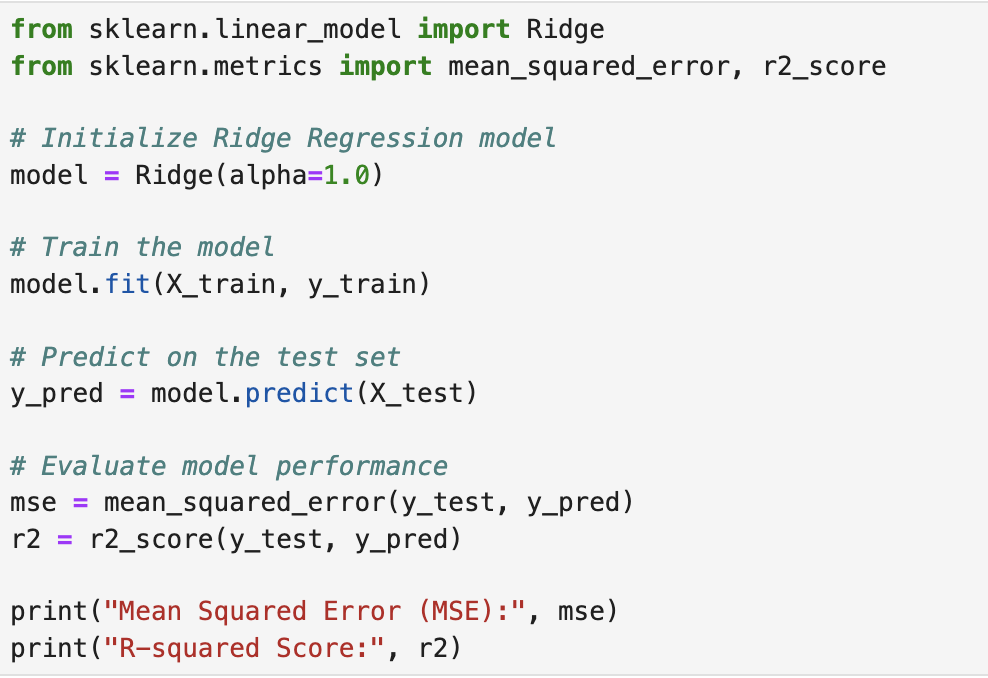 from sklearn.linear_model import Ridge
from sklearn.metrics import mean_squared_error, r2_score
# Initialize Ridge Regression model
model = Ridge(alpha=1.0)
# Train the model
model.fit(X_train, y_train)
# Predict on the test set
y_pred = model.predict(X_test)
# Evaluate model performance
mse = mean_squared_error(y_test, y_pred)
r2 = r2_score(y_test, y_pred)
print("Mean Squared Error (MSE):", mse)
print("R-squared Score:", r2)